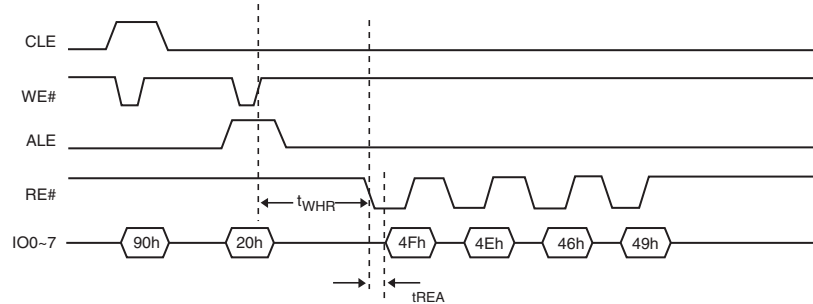 CLE
WE#
ALE
RE#
tWHR
IO0~7
90h
20h
4Fh
4Eh
46h
49h
tREA